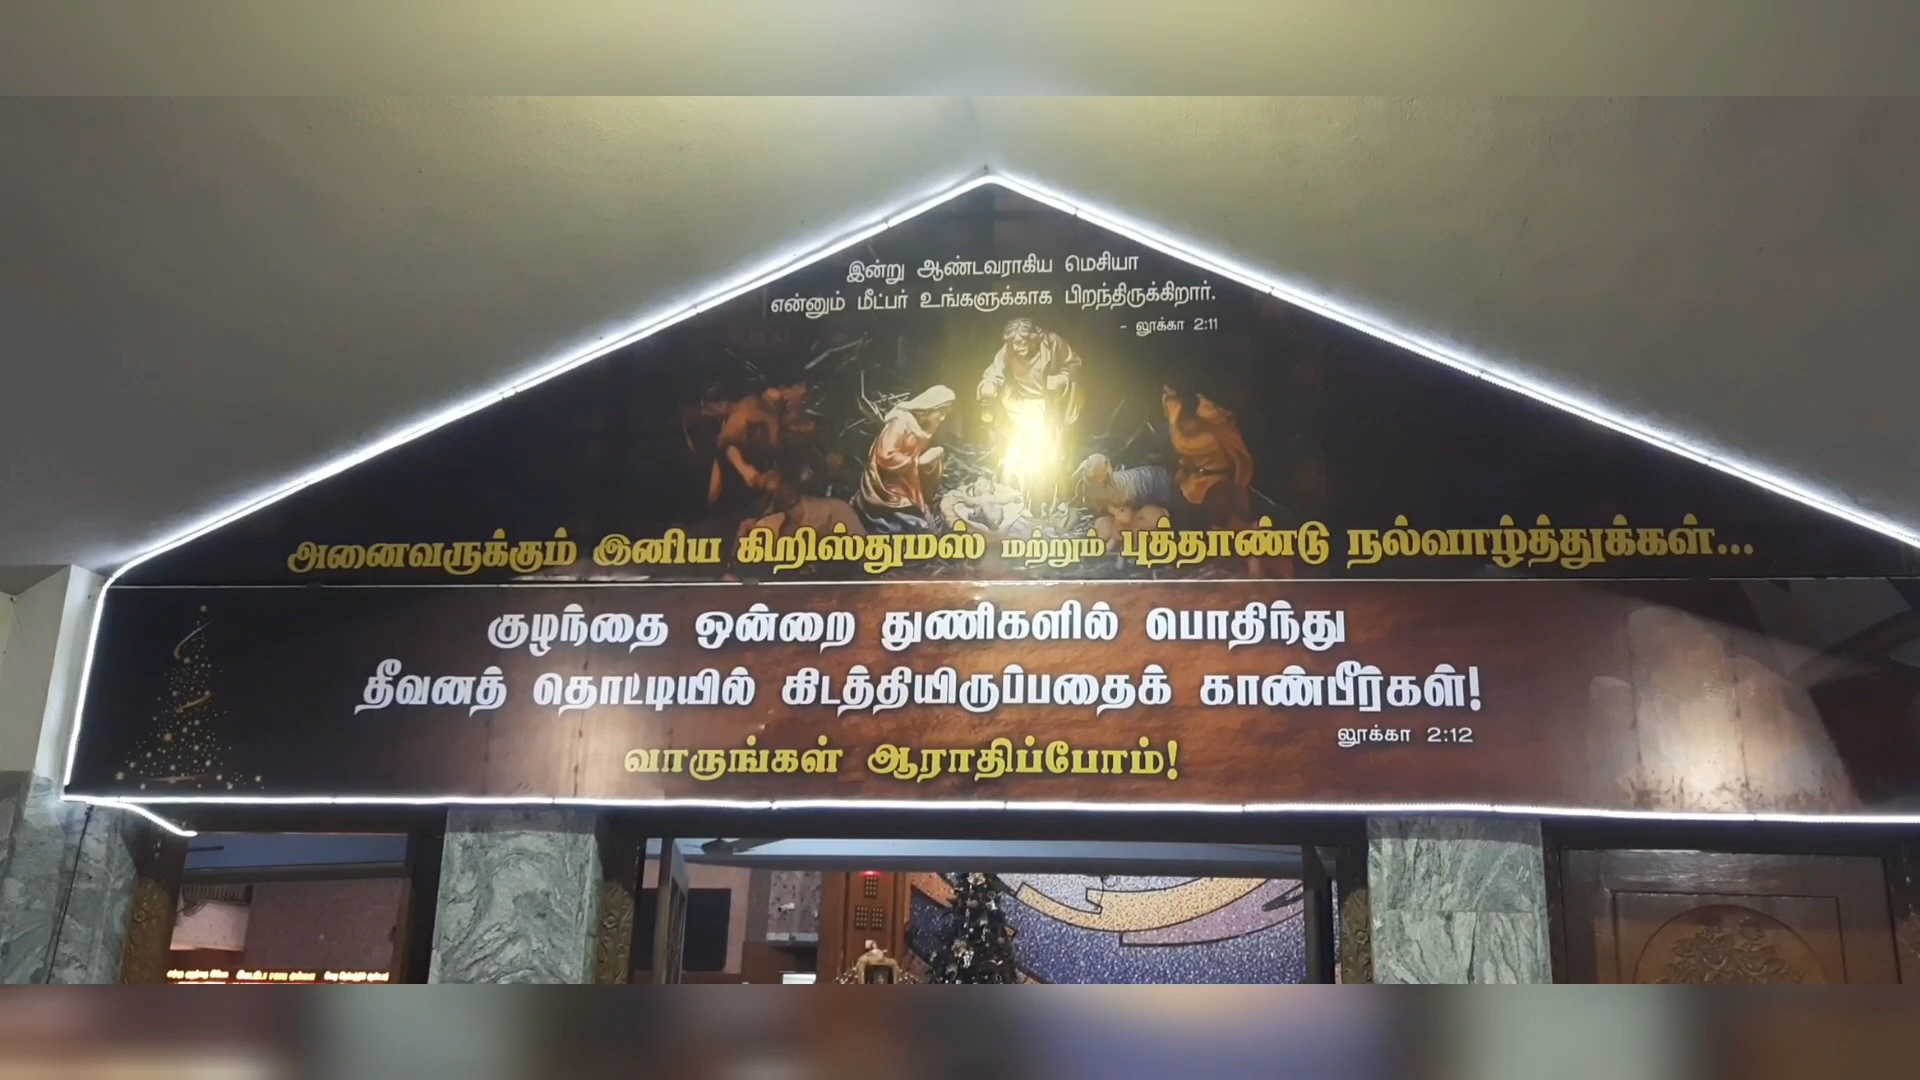 இன்று ஆண்டவராகிய மெசியா
என்னும் மீட்பர் உங்களுக்காக பிறந்திருக்கிறார்.
- லூக்கா 2:11
அனைவருக்கும் இனிய கிறிஸ்துமஸ் மற்றும் புத்தாண்டு நல்வாழ்த்துக்கள்...
குழந்தை ஒன்றை துணிகளில் பொதிந்து
தீவனத் தொட்டியில் கிடத்தியிருப்பதைக் காண்பீர்கள்!
லூக்கா 2:12
வாருங்கள் ஆராதிப்போம்!